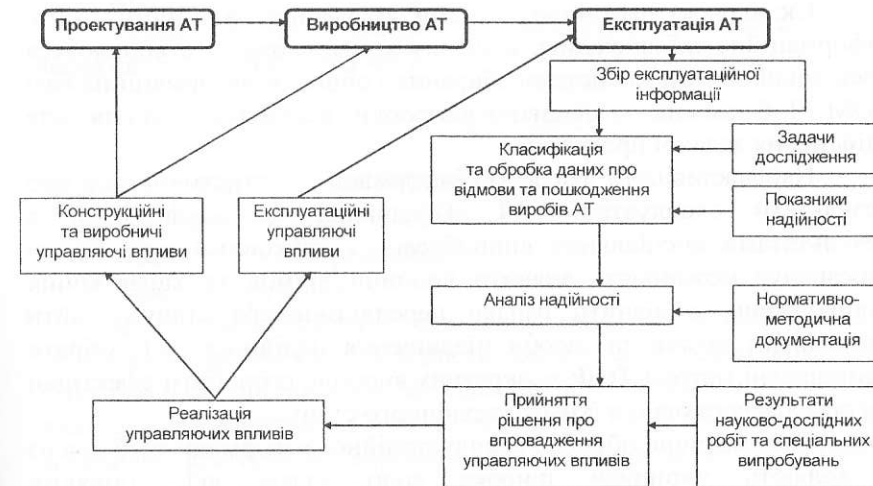 Проектування АТ
Виробництво АТ
Експлуатація АТ
Збір експлуатаційної
інформації
Класифікація
та обробка даних про
відмови та пошкодження
виробів АТ
Задачи
дослідження
Показники
надійності
Конструкційні
та виробничі
управляючі впливи
Експлуатаційні
управляючі
впливи
Аналіз надійності
Нормативно-
методична
документація
Реалізація
управляючих впливів
Прийняття
рішення про
впровадження
управляючих впливів
Результати
науково-дослідних
робіт та спеціальних
випробувань